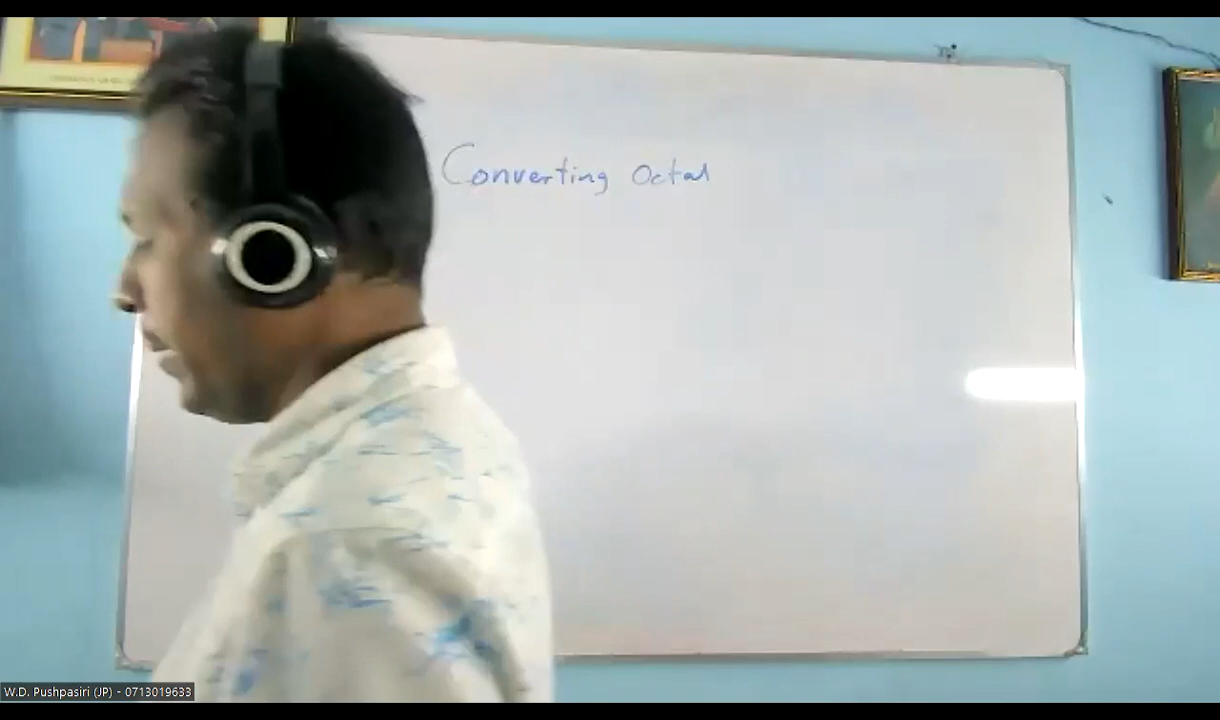 Converting Octal
W.D. Pushpasiri (JP) - 0713019633